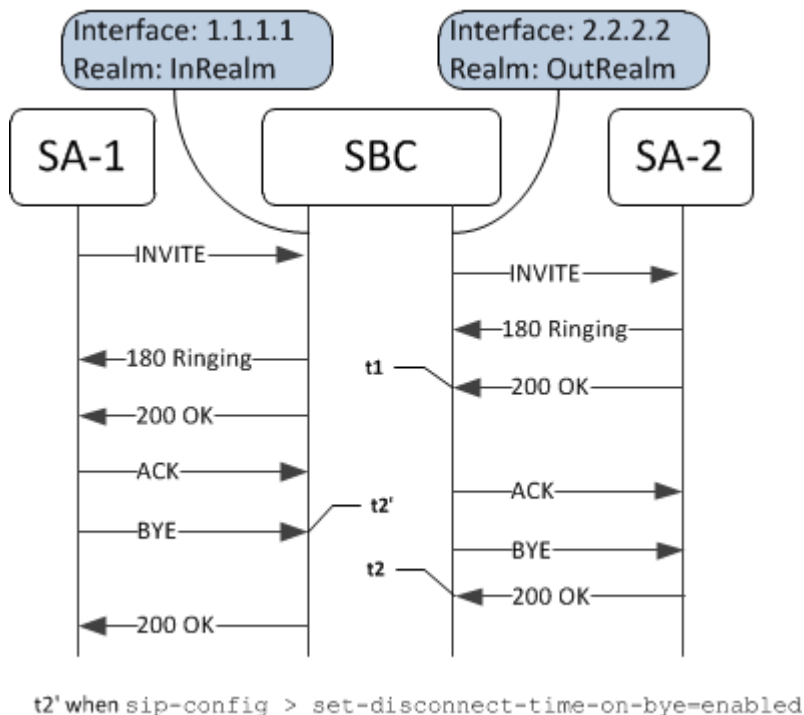 Interface: 1.1.1.1
Realm: InRealm
Interface: 2.2.2.2
Realm: OutRealm
SA-1
SBC
SA-2
INVITE
INVITE
180 Ringing
180 Ringing
t1
200 OK
200 OK
ACK
ACK
t2'
BYE
BYE
t2
200 OK
200 OK
t2' when sip-config > set-disconnect-time-on-bye=enabled